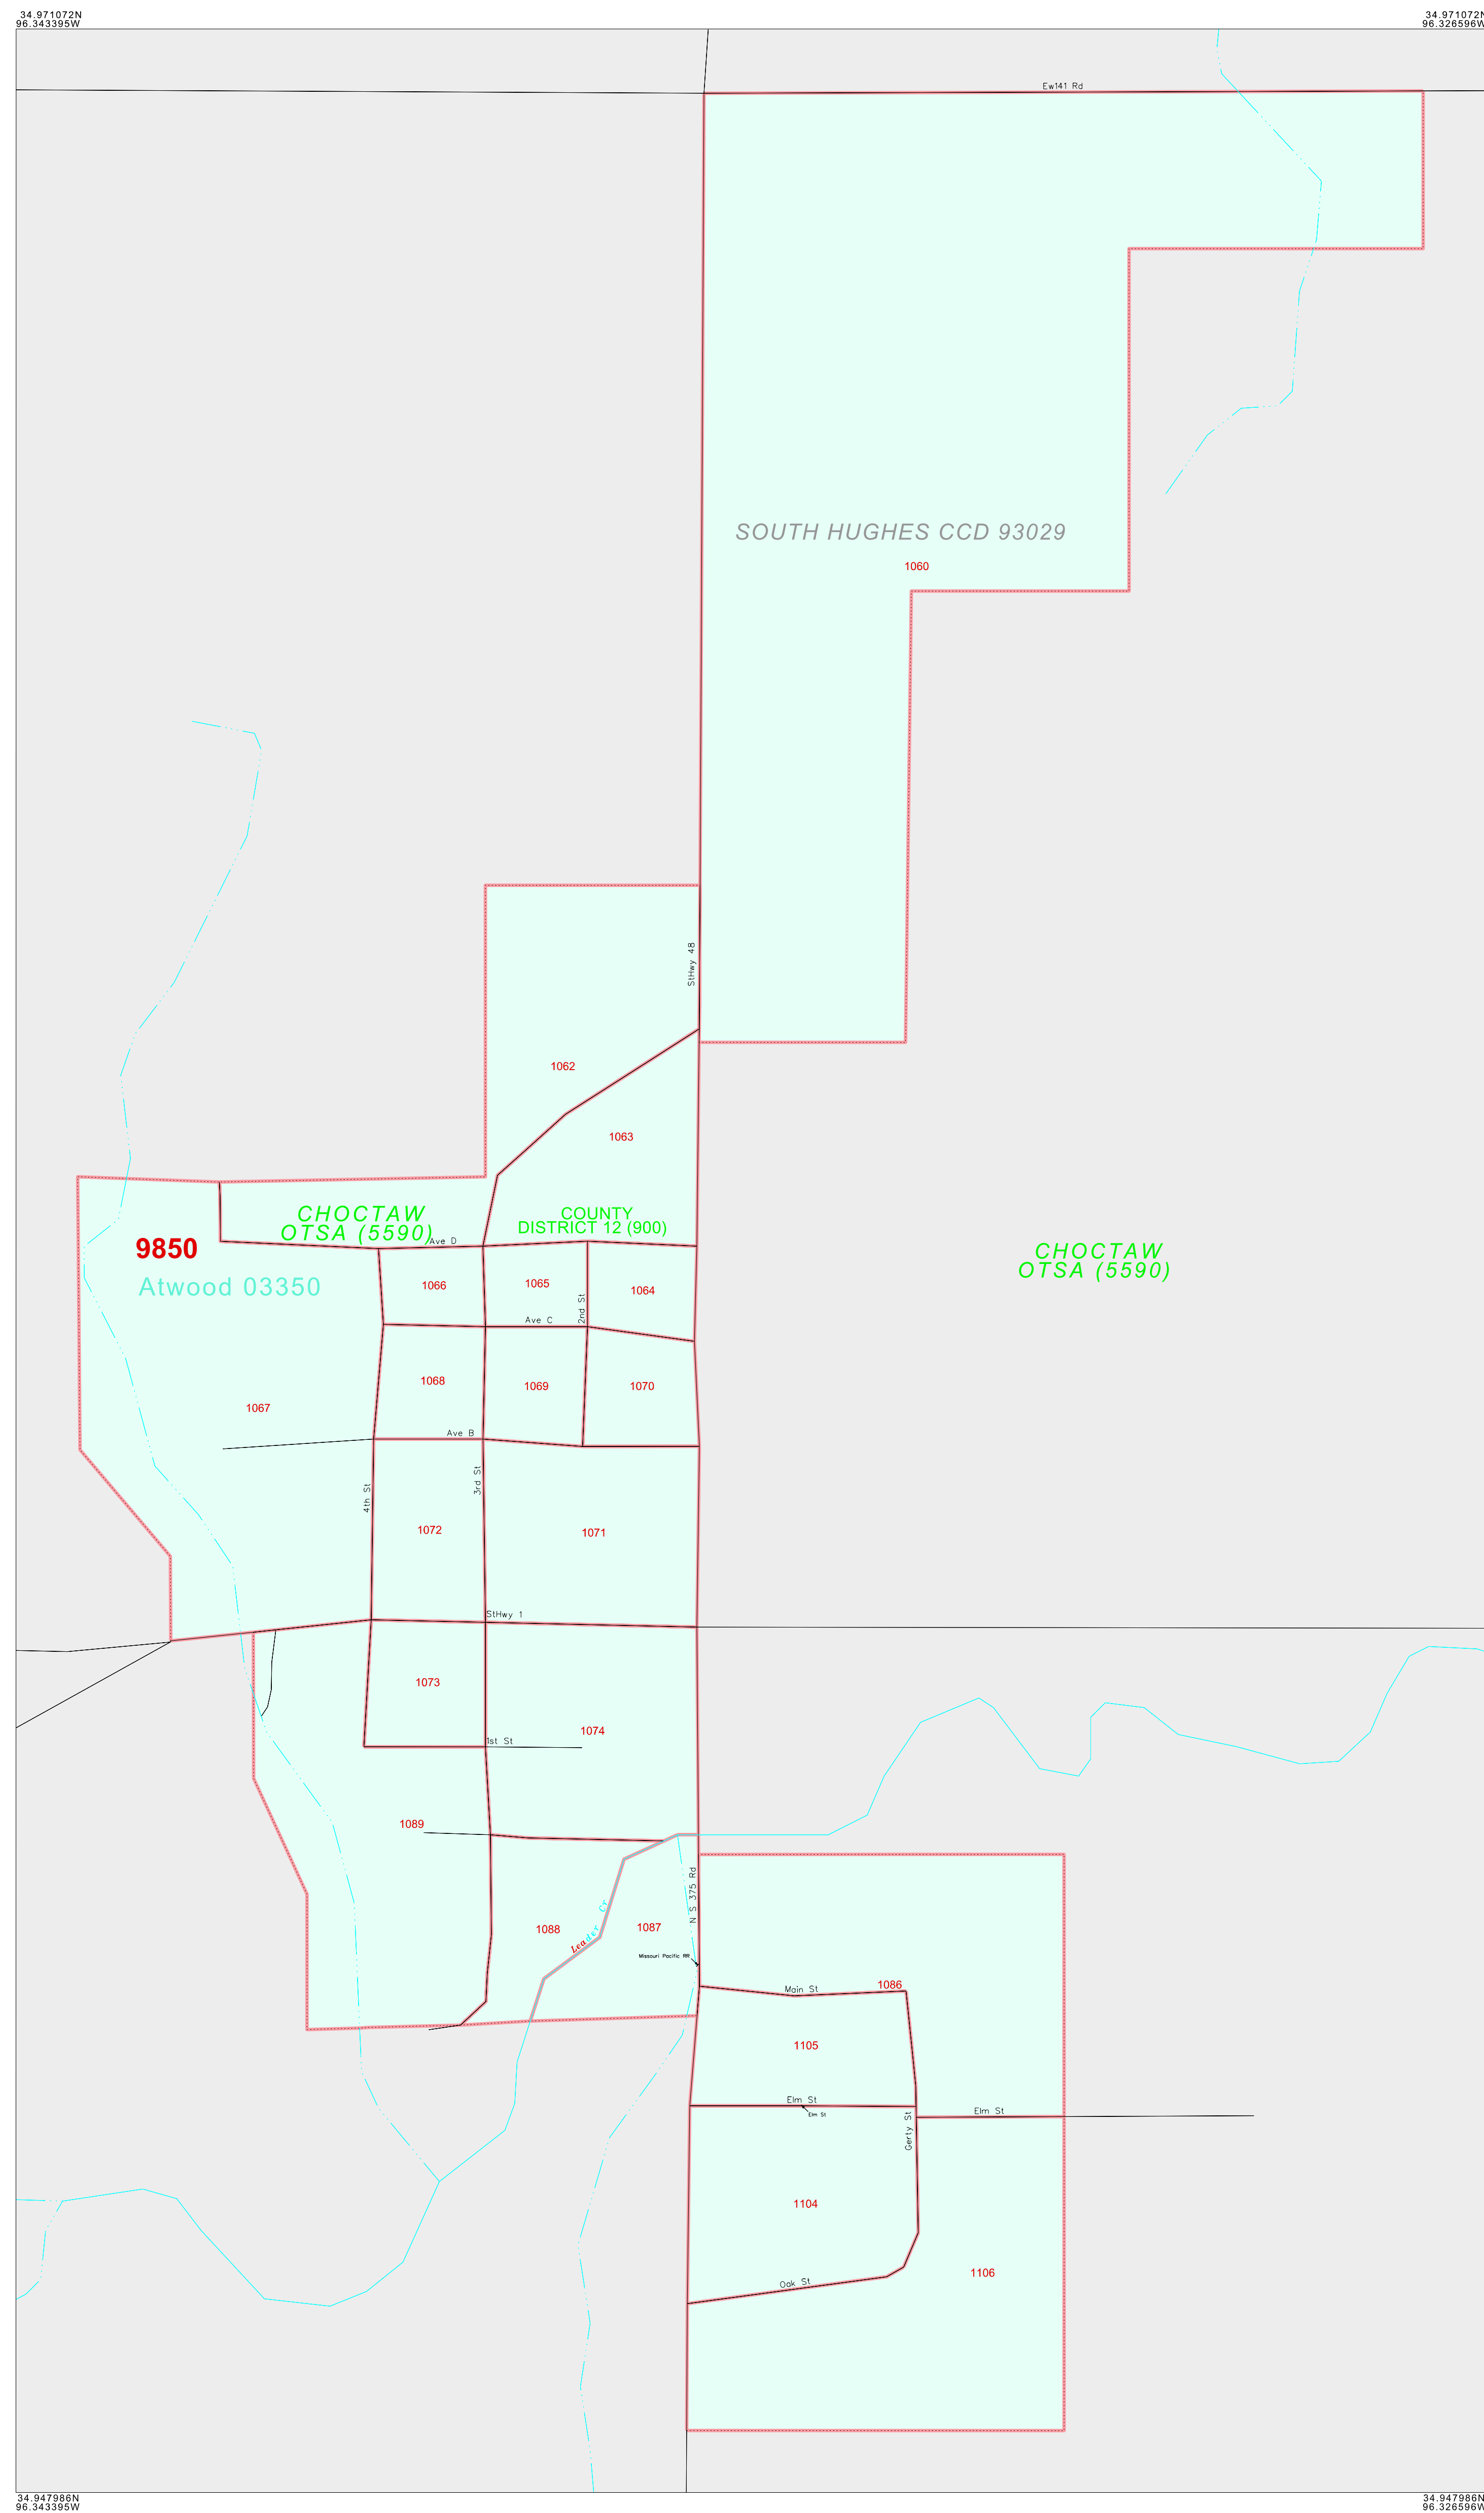 34.971072N
96.343395W
34.971072N
96.326596W
Ew141 Rd
SOUTH HUGHES CCD 93029
1060
StHwy 48
1062
1063
CHOCTAW
OTSA (5590)
COUNTY
DISTRICT 12 (900)
9850
Ave D
CHOCTAW
OTSA (5590)
Atwood 03350
1066
1065
1064
2nd St
Ave C
1068
1069
1070
1067
Ave B
4th St
3rd St
1072
1071
StHwy 1
1073
1074
1st St
1089
N S 375 Rd
Leader Cr
1088
1087
Missouri Pacific RR
Main St
1086
1105
Elm St
Elm St
Elm St
Gerty St
1104
1106
Oak St
34.947986N
96.343395W
34.947986N
96.326596W